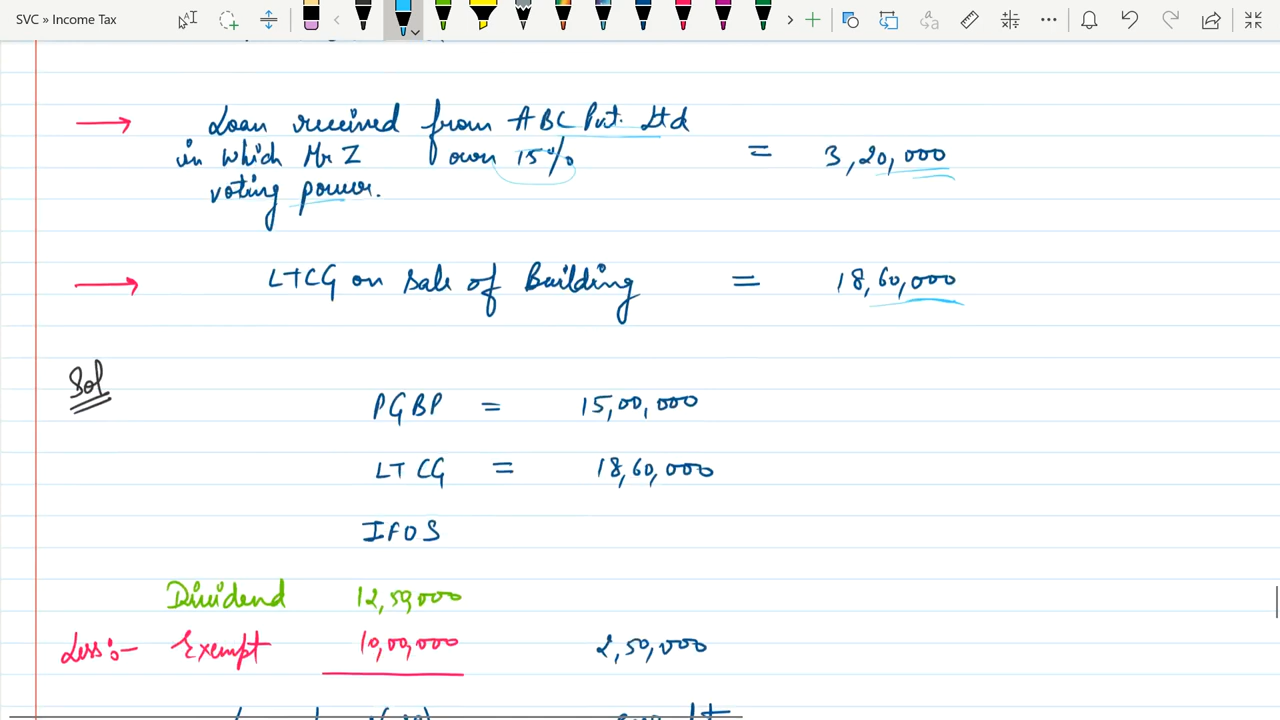 SVC » Income Tax
→ Loan received from ABC Pvt. Ltd
in which Mr Z own 15% = 3,20,000
voting power.
→ LTCG on sale of Building = 18,60,000
Sol
PGBP = 15,00,000
LTCG = 18,60,000
IFOS
Dividend 12,50,000
Less:- Exempt 10,00,000 2,50,000